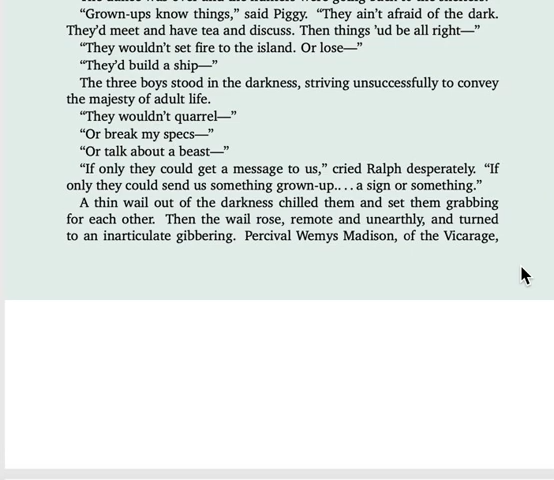 “Grown-ups know things,” said Piggy. “They ain’t afraid of the dark.
They’d meet and have tea and discuss. Then things ’ud be all right—”
“They wouldn’t set fire to the island. Or lose—”
“They’d build a ship—”
The three boys stood in the darkness, striving unsuccessfully to convey
the majesty of adult life.
“They wouldn’t quarrel—”
“Or break my specs—”
“Or talk about a beast—”
“If only they could get a message to us,” cried Ralph desperately. “If
only they could send us something grown-up.. . . a sign or something.”
A thin wail out of the darkness chilled them and set them grabbing
for each other. Then the wail rose, remote and unearthly, and turned
to an inarticulate gibbering. Percival Wemys Madison, of the Vicarage,